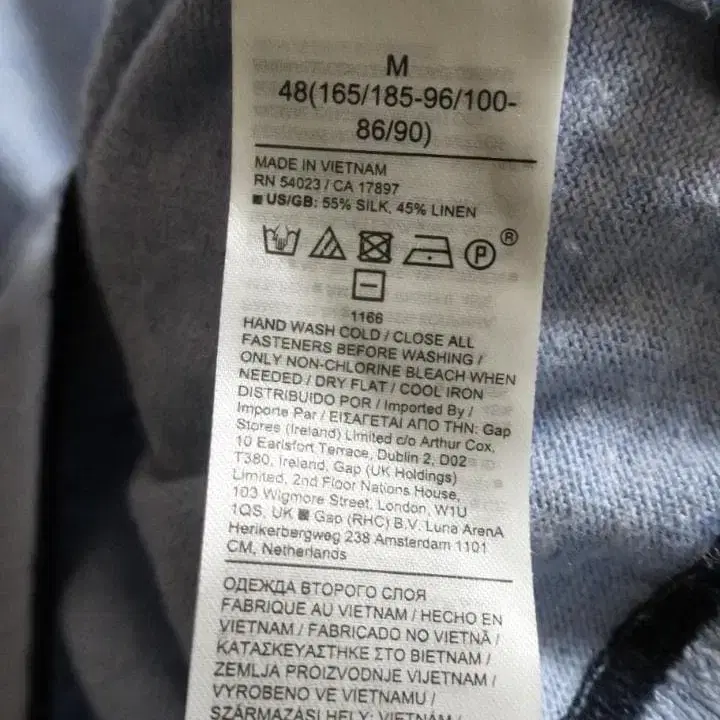 M
48(165/185-96/100-
86/90)
MADE IN VIETNAM
RN 54023 / CA 17897
■ US/GB: 55% SILK, 45% LINEN
P ®
1166
HAND WASH COLD / CLOSE ALL
FASTENERS BEFORE WASHING /
ONLY NON-CHLORINE BLEACH WHEN
NEEDED / DRY FLAT / COOL IRON
DISTRIBUIDO POR / Imported By /
Importe Par / ΕΙΣΑΓΕΤΑΙ ΑΠΟ ΤΗΝ: Gap
Stores (Ireland) Limited c/o Arthur Cox,
10 Earlsfort Terrace, Dublin 2, D02
T380, Ireland, Gap (UK Holdings)
Limited, 2nd Floor Nations House,
103 Wigmore Street, London, W1U
1QS, UK ■ Gap (RHC) B.V. Luna ArenA
Herikerbergweg 238 Amsterdam 1101
CM, Netherlands
ОДЕЖДА ВТОРОГО СЛОЯ
FABRIQUE AU VIETNAM / HECHO EN
VIETNAM / FABRICADO NO VIETNÃ /
ΚΑΤΑΣΚΕΥΑΣΤΗΚΕ ΣΤΟ ΒΙΕΤΝΑΜ /
ZEMLJA PROIZVODNJE VIJETNAM /
VYROBENO VE VIETNAMU /
SZÁRMAZÁSI HELY: VIETNÁM /